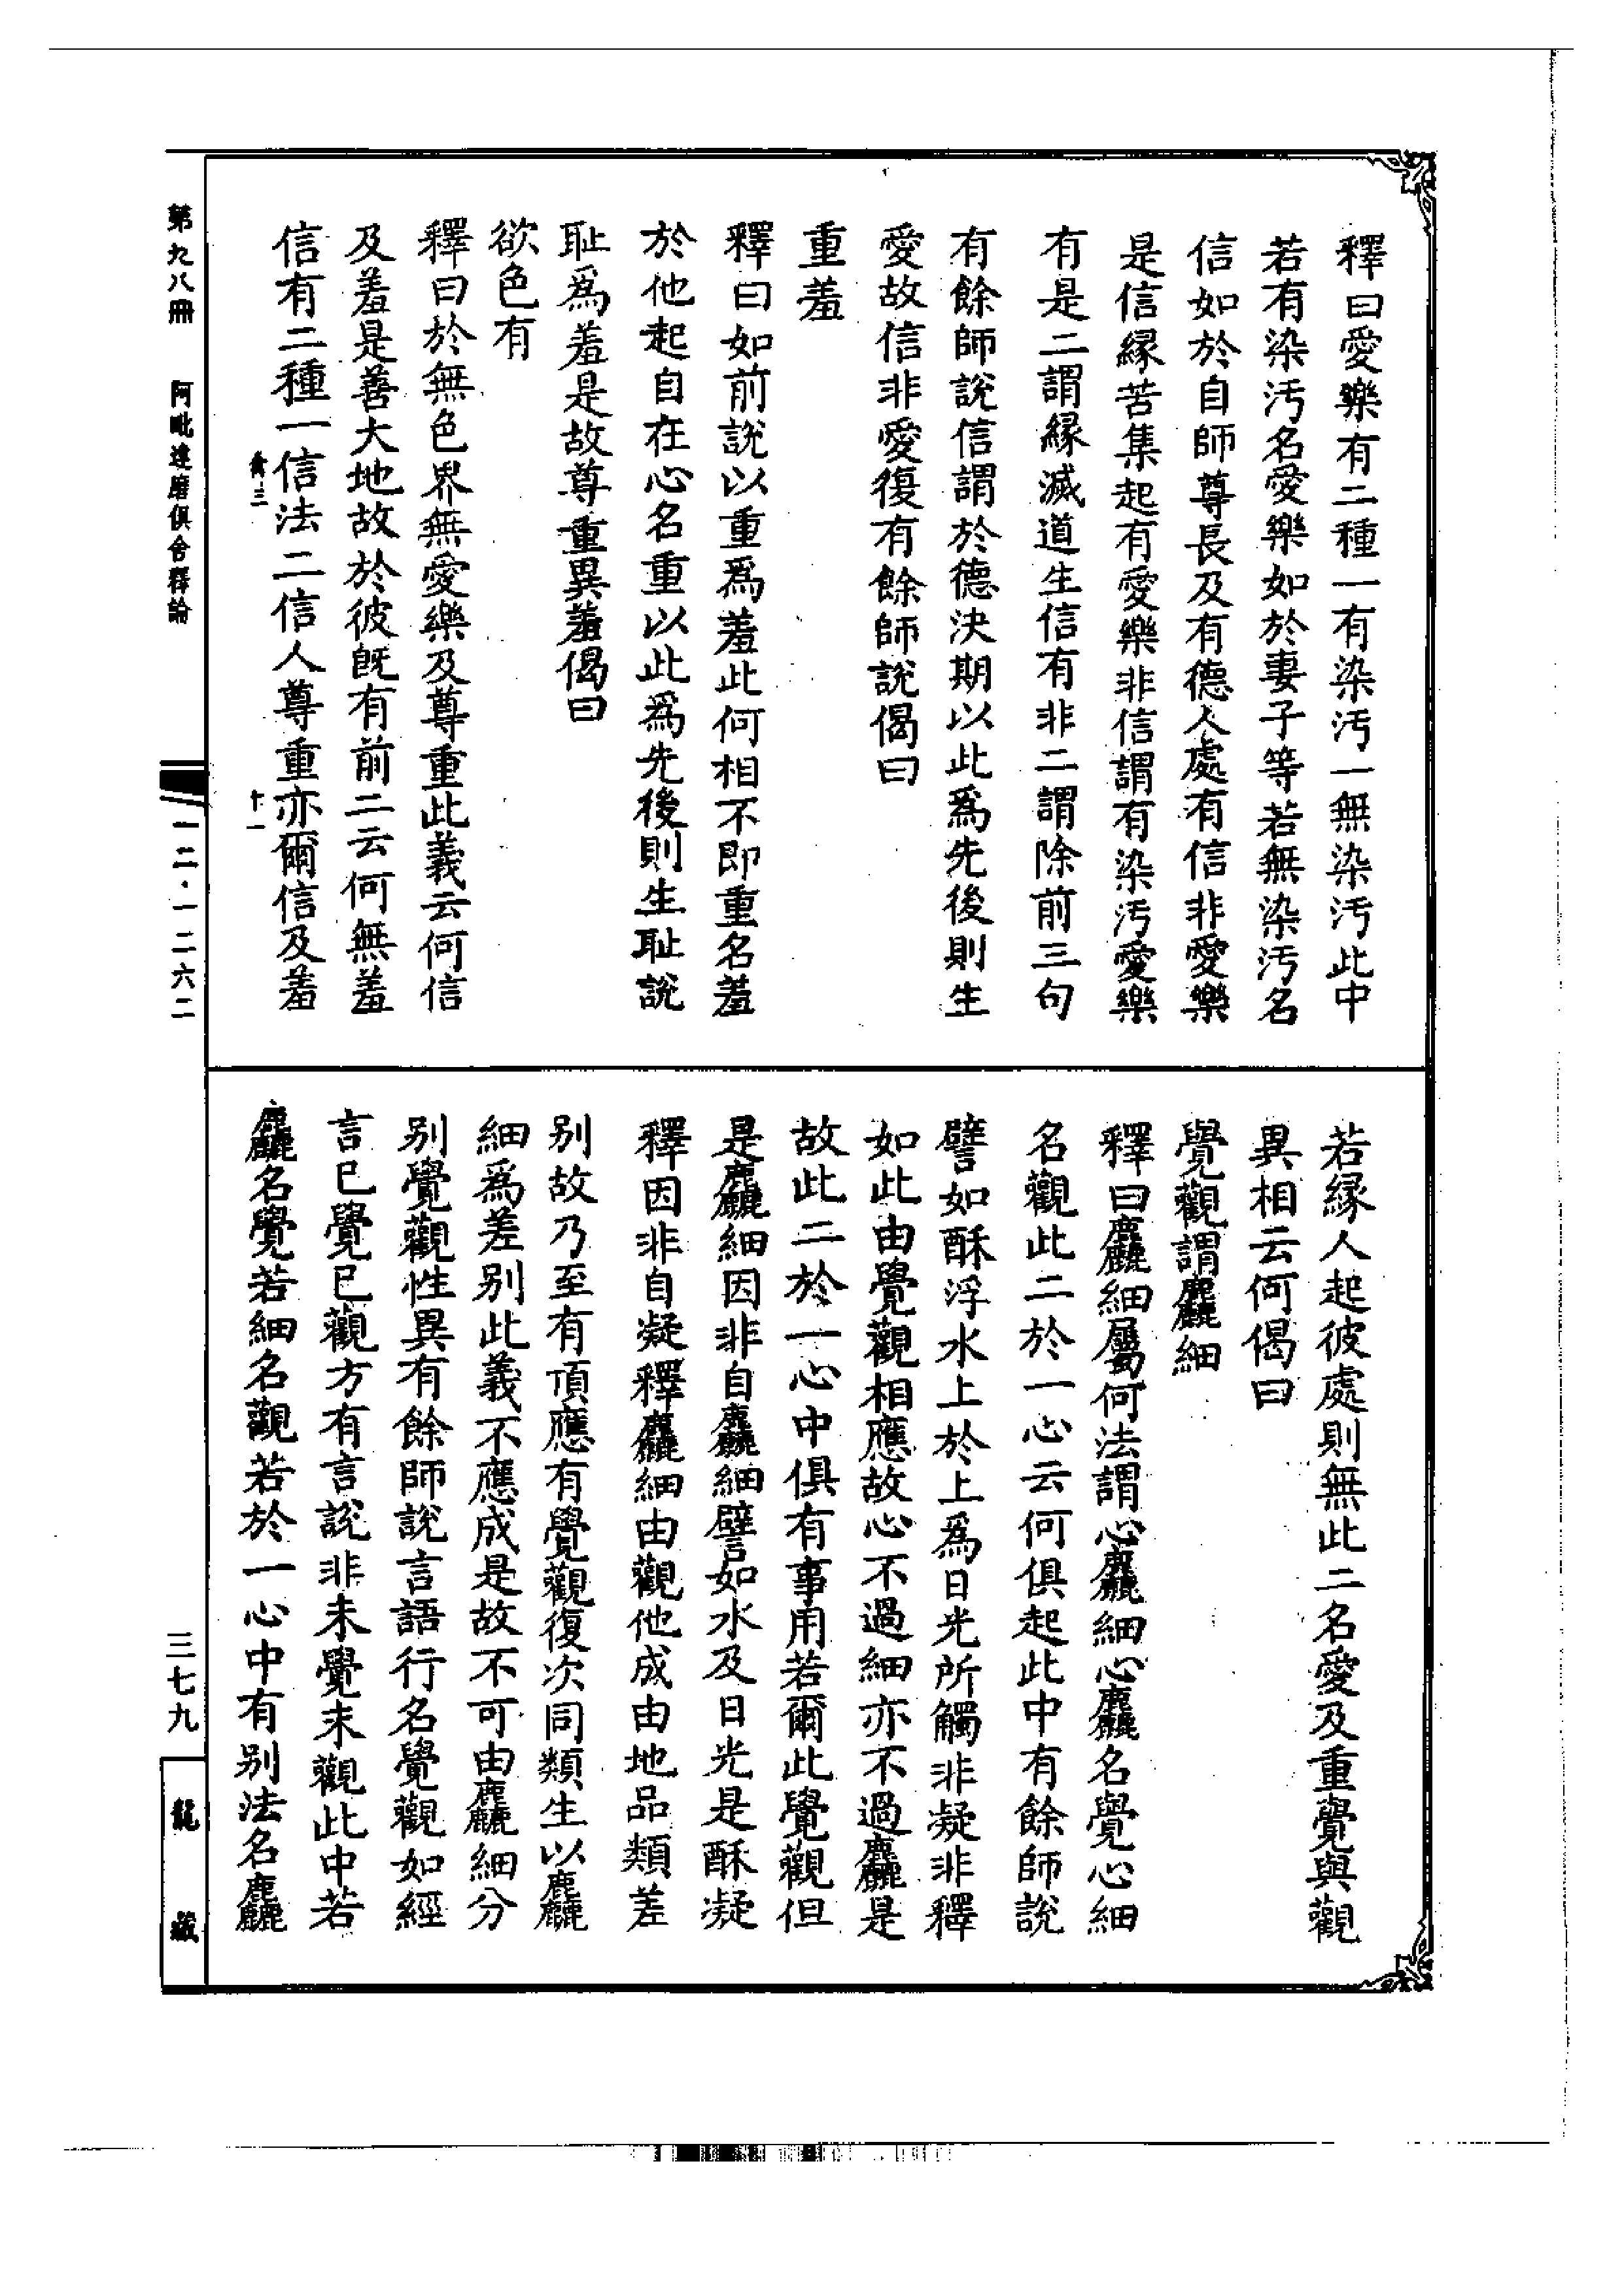 釋曰愛樂有二種一有染污一無染污此中
若有染污名愛樂如於妻子等若無染污名
信如於自師尊長及有德人處有信非愛樂
是信緣苦集起有愛樂非信謂有染污愛樂
有是二謂緣滅道生信有非二謂除前三句
有餘師說信謂於德決期以此爲先後則生
愛故信非愛復有餘師說偈曰
重羞
釋曰如前說以重爲羞此何相不即重名羞
於他起自在心名重以此爲先後則生耻說
耻爲羞是故尊重異羞偈曰
欲色有
釋曰於無色界無愛樂及尊重此義云何信
及羞是善大地故於彼旣有前二云何無羞
信有二種一信法二信人尊重亦爾信及羞
若緣人起彼處則無此二名愛及重覺與觀
異相云何偈曰
覺觀謂麤細
釋曰麤細屬何法謂心麤細心麤名覺心細
名觀此二於一心云何俱起此中有餘師說
譬如酥浮水上於上爲日光所觸非凝非釋
如此由覺觀相應故心不過細亦不過麤是
故此二於一心中俱有事用若爾此覺觀但
是麤細因非自麤細譬如水及日光是酥凝
釋因非自凝釋麤細由觀他成由地品類差
别故乃至有頂應有覺觀復次同類生以麤
細爲差别此義不應成是故不可由麤細分
别覺觀性異有餘師說言語行名覺觀如經
言已覺已觀方有言說非未覺未觀此中若
麤名覺若細名觀若於一心中有别法名麤
第九八冊 阿毗達磨俱舍釋論
一二·一二六二
三七九
龍藏
禽三
十一